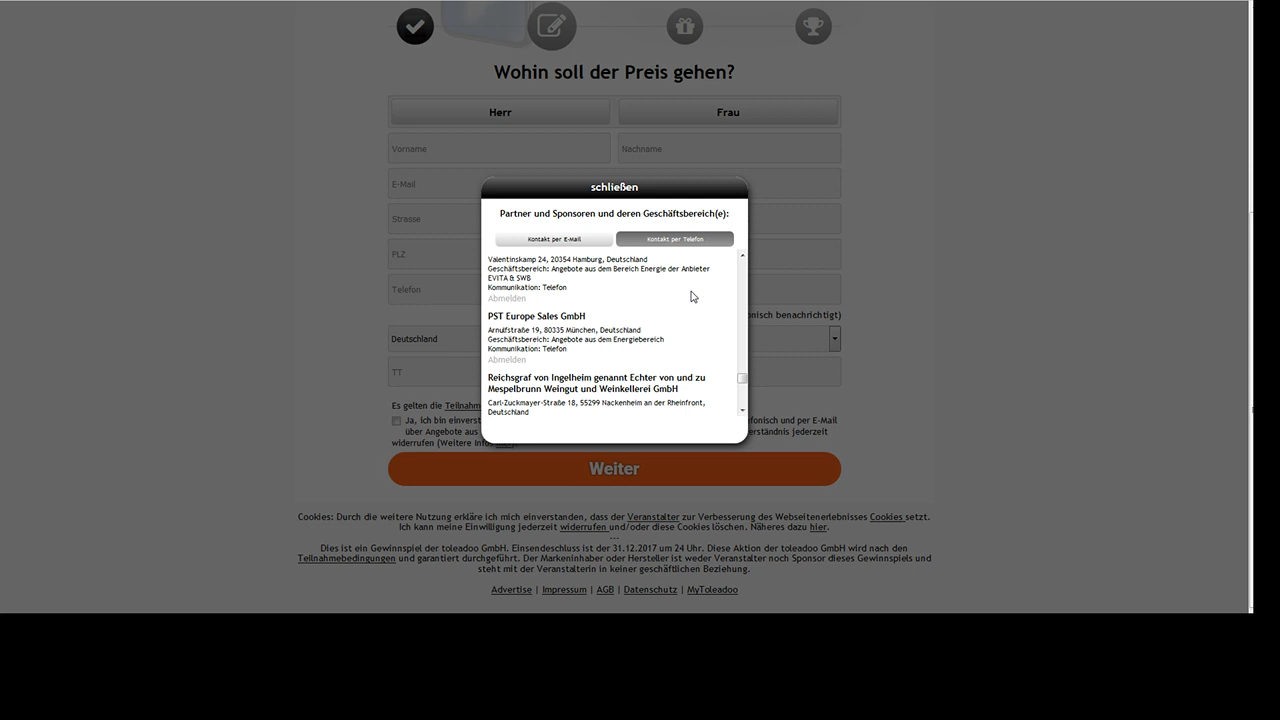 Wohin soll der Preis gehen?
Herr
Frau
Vorname
Nachname
E-Mail
Strasse
PLZ
Telefon
onisch benachrichtigt)
Deutschland
TT
schließen
Partner und Sponsoren und deren Geschäftsbereich(e):
Kontakt per E-Mail
Kontakt per Telefon
Valentinskamp 24, 20354 Hamburg, Deutschland
Geschäftsbereich: Angebote aus dem Bereich Energie der Anbieter
EVITA & SWB
Kommunikation: Telefon
Abmelden
PST Europe Sales GmbH
Arnulfstraße 19, 80335 München, Deutschland
Geschäftsbereich: Angebote aus dem Energiebereich
Kommunikation: Telefon
Abmelden
Reichsgraf von Ingelheim genannt Echter von und zu
Mespelbrunn Weingut und Weinkellerei GmbH
Carl-Zuckmayer-Straße 18, 55299 Nackenheim an der Rheinfront,
Deutschland
Es gelten die Teilnahm
Ja, ich bin einverst fonisch und per E-Mail
über Angebote aus verständnis jederzeit
widerrufen (Weitere Infos
Weiter
Cookies: Durch die weitere Nutzung erkläre ich mich einverstanden, dass der Veranstalter zur Verbesserung des Webseitenerlebnisses Cookies setzt.
Ich kann meine Einwilligung jederzeit widerrufen und/oder diese Cookies löschen. Näheres dazu hier.
---
Dies ist ein Gewinnspiel der toleadoo GmbH. Einsendeschluss ist der 31.12.2017 um 24 Uhr. Diese Aktion der toleadoo GmbH wird nach den
Teilnahmebedingungen und garantiert durchgeführt. Der Markeninhaber oder Hersteller ist weder Veranstalter noch Sponsor dieses Gewinnspiels und
steht mit der Veranstalterin in keiner geschäftlichen Beziehung.
Advertise | Impressum | AGB | Datenschutz | MyToleadoo